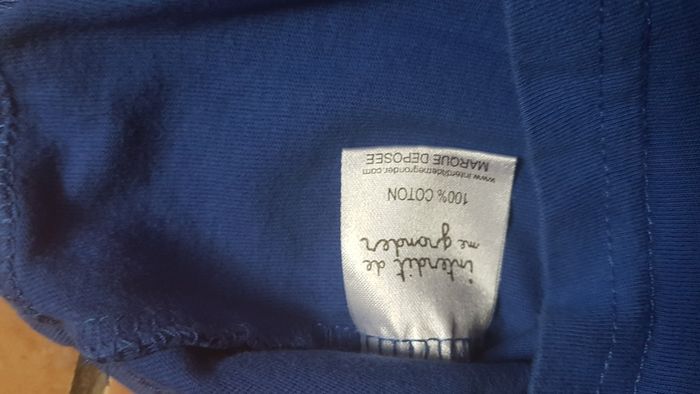 interdit de
me gronder
100% COTON
www.interditdemegronder.com
MARQUE DEPOSEE